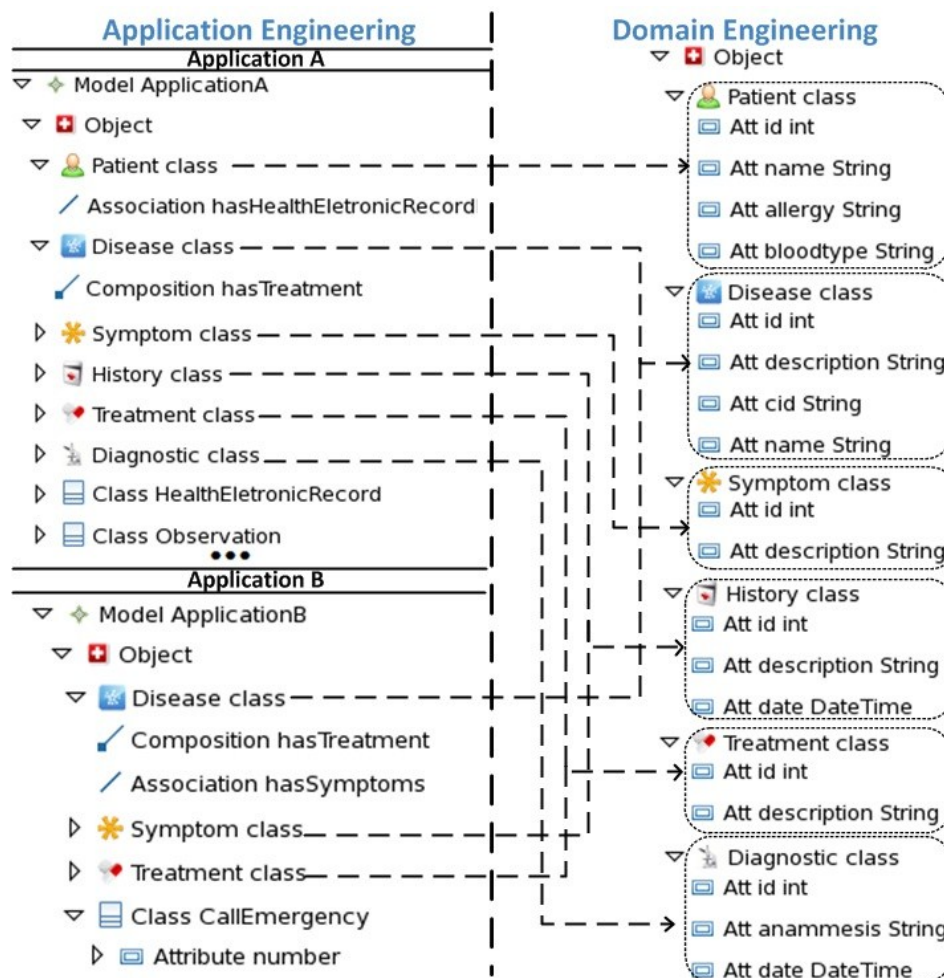 Application Engineering
Application A
Model ApplicationA
Object
Patient class
Association hasHealthEletronicRecord
Disease class
Composition hasTreatment
Symptom class
History class
Treatment class
Diagnostic class
Class HealthEletronicRecord
Class Observation
•••
Application B
Model ApplicationB
Object
Disease class
Composition hasTreatment
Association hasSymptoms
Symptom class
Treatment class
Class CallEmergency
Attribute number
Domain Engineering
Object
Patient class
Att id int
Att name String
Att allergy String
Att bloodtype String
Disease class
Att id int
Att description String
Att cid String
Att name String
Symptom class
Att id int
Att description String
History class
Att id int
Att description String
Att date DateTime
Treatment class
Att id int
Att description String
Diagnostic class
Att id int
Att anammesis String
Att date DateTime